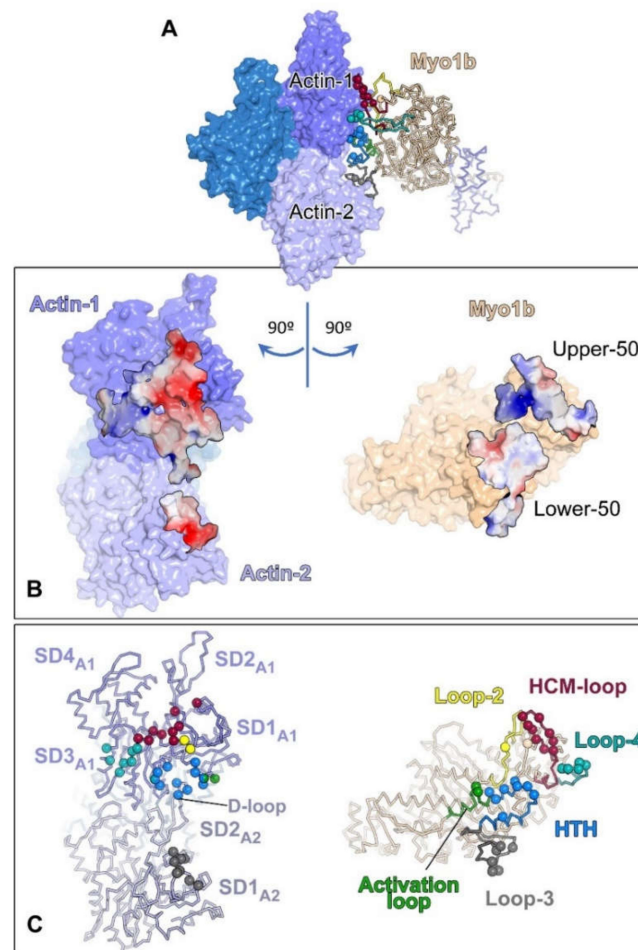 A
Actin-1
Myo1b
Actin-2
Actin-1
90º
90º
Myo1b
Upper-50
Lower-50
Actin-2
B
SD4A1
SD2A1
SD1A1
SD3A1
D-loop
SD2A2
SD1A2
Loop-2
HCM-loop
Loop-4
HTH
Activation
loop
Loop-3
C